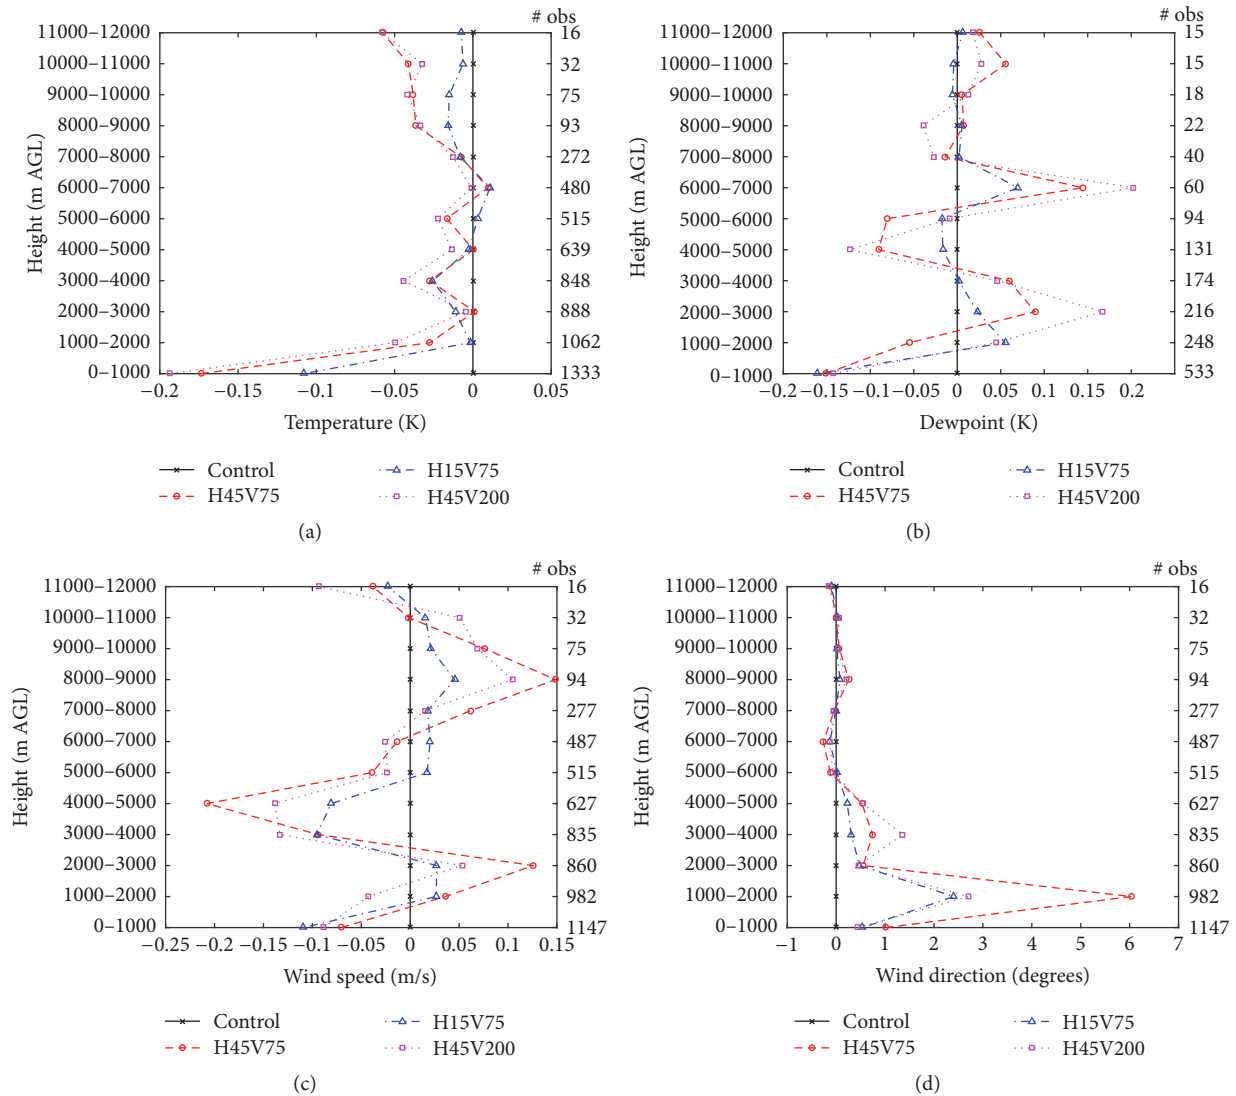 # obs
11000–12000 16
10000–11000 32
9000–10000 75
8000–9000 93
7000–8000 272
6000–7000 480
5000–6000 515
4000–5000 639
3000–4000 848
2000–3000 888
1000–2000 1062
0–1000 1333
Height (m AGL)
−0.2 −0.15 −0.1 −0.05 0 0.05
Temperature (K)
Control H15V75
H45V75 H45V200
(a)
# obs
11000–12000 15
10000–11000 15
9000–10000 18
8000–9000 22
7000–8000 40
6000–7000 60
5000–6000 94
4000–5000 131
3000–4000 174
2000–3000 216
1000–2000 248
0–1000 533
Height (m AGL)
−0.2 −0.15 −0.1 −0.05 0 0.05 0.1 0.15 0.2
Dewpoint (K)
Control H15V75
H45V75 H45V200
(b)
# obs
11000–12000 16
10000–11000 32
9000–10000 75
8000–9000 94
7000–8000 277
6000–7000 487
5000–6000 515
4000–5000 627
3000–4000 835
2000–3000 860
1000–2000 982
0–1000 1147
Height (m AGL)
−0.25 −0.2 −0.15 −0.1 −0.05 0 0.05 0.1 0.15
Wind speed (m/s)
Control H15V75
H45V75 H45V200
(c)
# obs
11000–12000 16
10000–11000 32
9000–10000 75
8000–9000 94
7000–8000 277
6000–7000 487
5000–6000 515
4000–5000 627
3000–4000 835
2000–3000 860
1000–2000 982
0–1000 1147
Height (m AGL)
−1 0 1 2 3 4 5 6 7
Wind direction (degrees)
Control H15V75
H45V75 H45V200
(d)